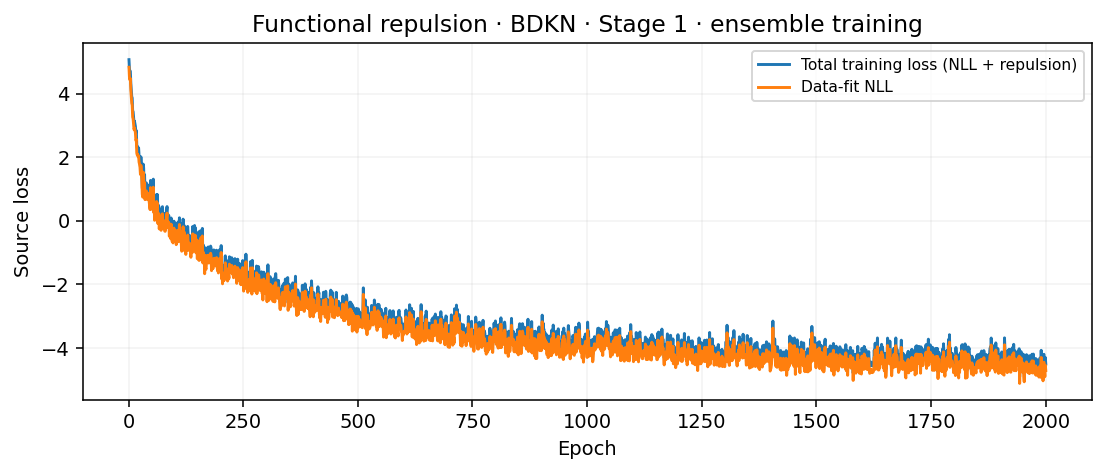 Functional repulsion · BDKN · Stage 1 · ensemble training
Total training loss (NLL + repulsion)
Data-fit NLL
Source loss
4
2
0
−2
−4
0 250 500 750 1000 1250 1500 1750 2000
Epoch